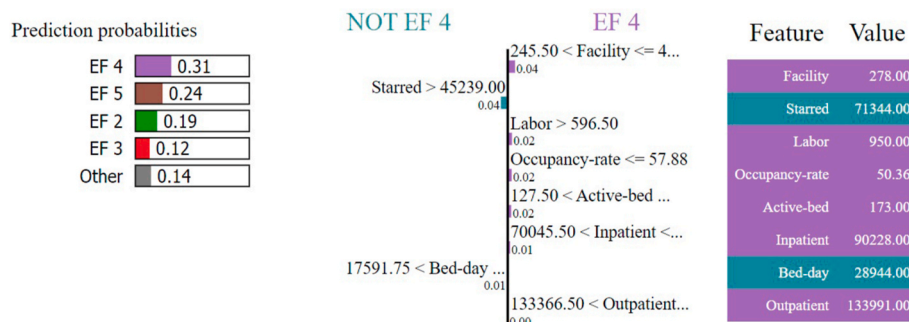 Prediction probabilities
EF 4 0.31
EF 5 0.24
EF 2 0.19
EF 3 0.12
Other 0.14
NOT EF 4 EF 4
245.50 < Facility <= 4...
0.04
Starred > 45239.00
0.04
Labor > 596.50
0.02
Occupancy-rate <= 57.88
0.02
127.50 < Active-bed ...
0.02
70045.50 < Inpatient <...
0.01
17591.75 < Bed-day ...
0.01
133366.50 < Outpatient...
0.00
Feature Value
Facility 278.00
Starred 71344.00
Labor 950.00
Occupancy-rate 50.36
Active-bed 173.00
Inpatient 90228.00
Bed-day 28944.00
Outpatient 133991.00